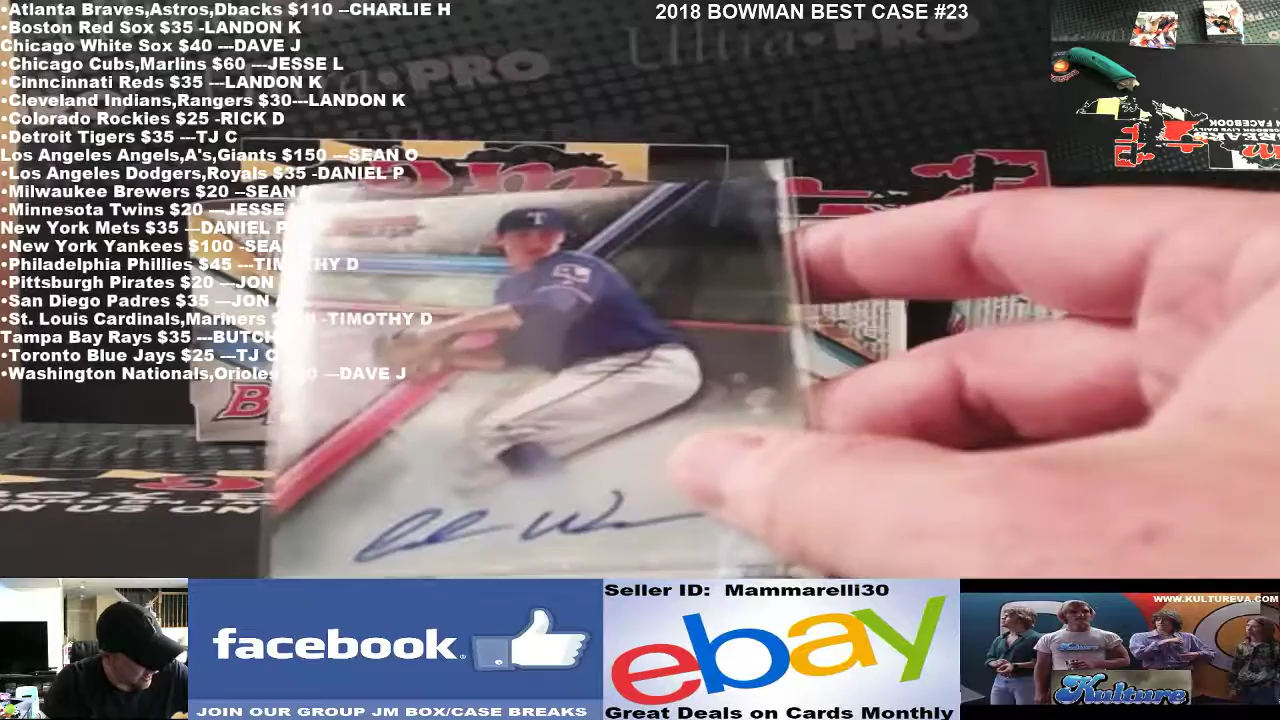 •Atlanta Braves,Astros,Dbacks $110 --CHARLIE H
•Boston Red Sox $35 -LANDON K
Chicago White Sox $40 ---DAVE J
•Chicago Cubs,Marlins $60 ---JESSE L
•Cinncinnati Reds $35 ---LANDON K
•Cleveland Indians,Rangers $30---LANDON K
•Colorado Rockies $25 -RICK D
•Detroit Tigers $35 ---TJ C
Los Angeles Angels,A's,Giants $150 ---SEAN O
•Los Angeles Dodgers,Royals $35 -DANIEL P
•Milwaukee Brewers $20 --SEAN
•Minnesota Twins $20 ---JESSE
New York Mets $35 ---DANIEL P
•New York Yankees $100 -SEA
•Philadelphia Phillies $45 ---TIMOTHY D
•Pittsburgh Pirates $20 ---JON
•San Diego Padres $35 ---JON
•St. Louis Cardinals,Mariners -TIMOTHY D
Tampa Bay Rays $35 ---BUTCH
•Toronto Blue Jays $25 ---TJ C
•Washington Nationals,Orioles ---DAVE J
2018 BOWMAN BEST CASE #23
Ultra•PRO
PRO
T
FACEBOOK
facebook
JOIN OUR GROUP JM BOX/CASE BREAKS
Seller ID: Mammarelli30
ebay
Great Deals on Cards Monthly
WWW.KULTUREVA.COM
Kulture